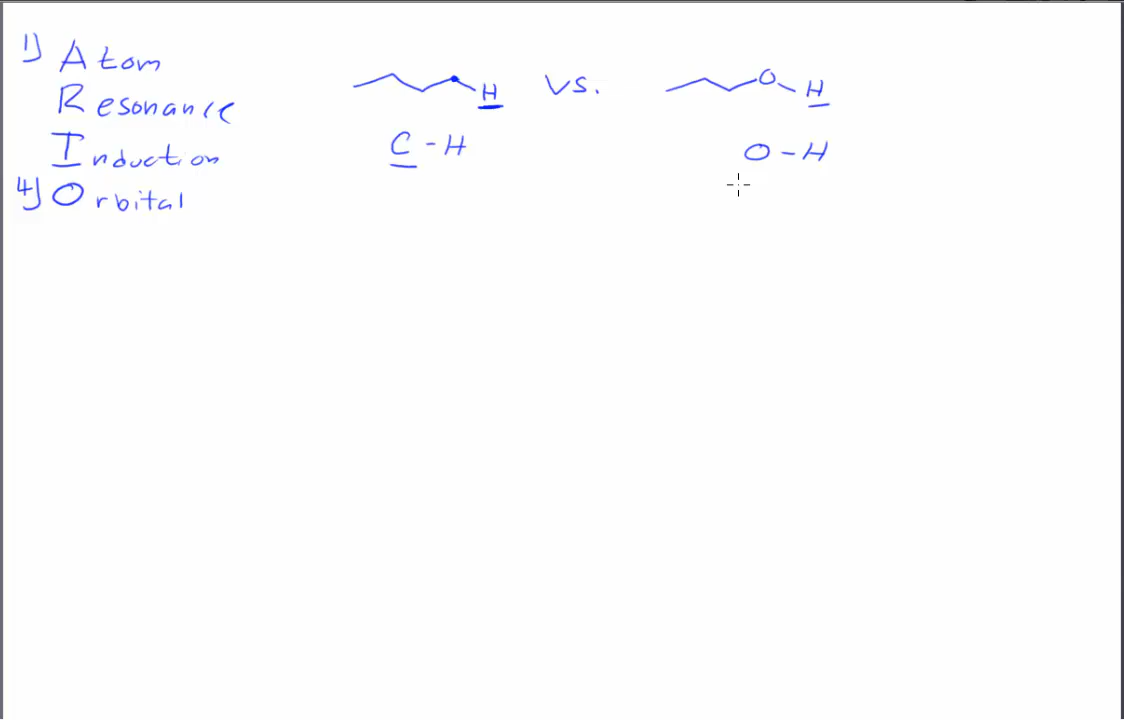 1) Atom
Resonance
Induction
4) Orbital
H vs. O H
C - H
O - H